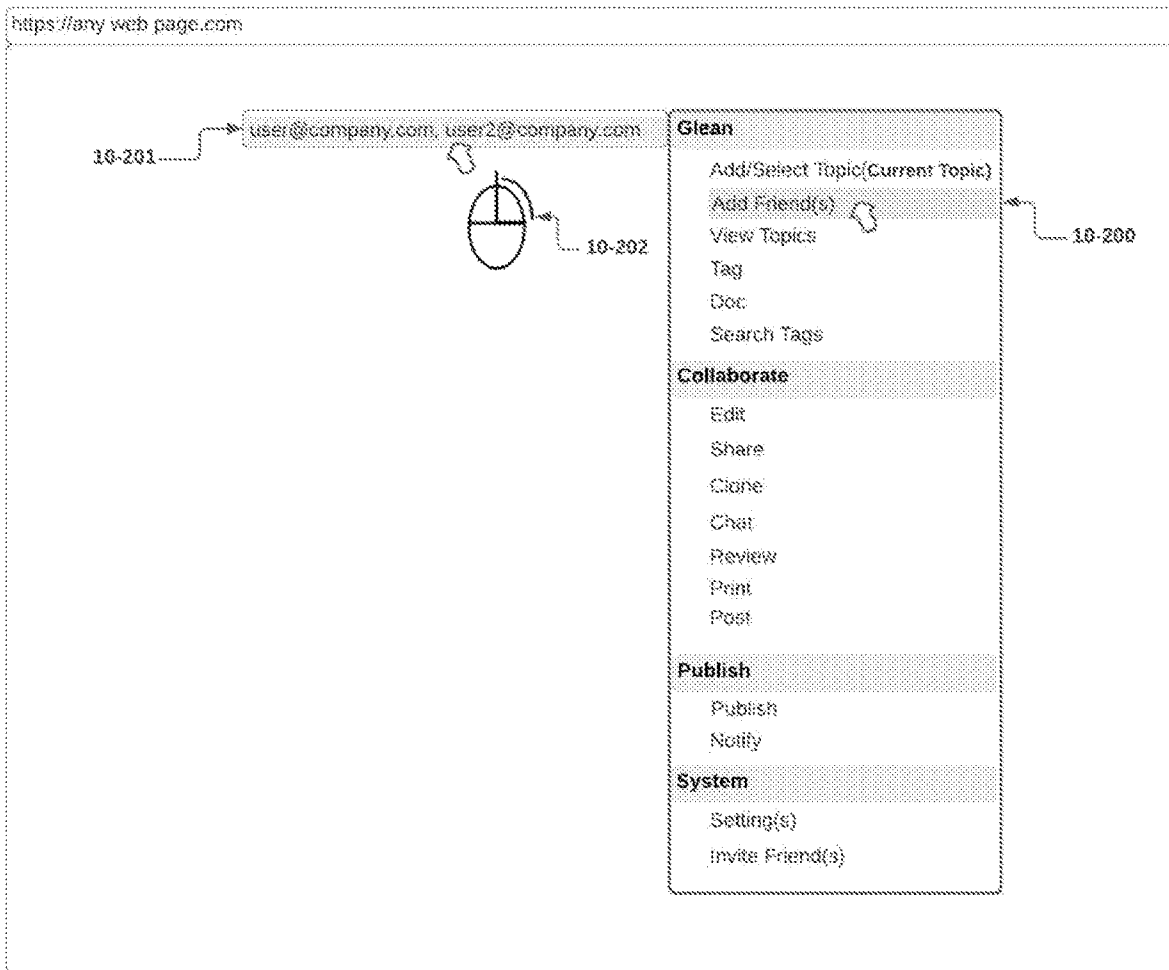 https://any web page.com
user@company.com, user2@company.com
10-201
10-202
Glean
Add/Select Topic(Current Topic)
Add Friend(s)
10-200
View Topics
Tag
Doc
Search Tags
Collaborate
Edit
Share
Clone
Chat
Review
Print
Post
Publish
Publish
Notify
System
Setting(s)
Invite Friend(s)